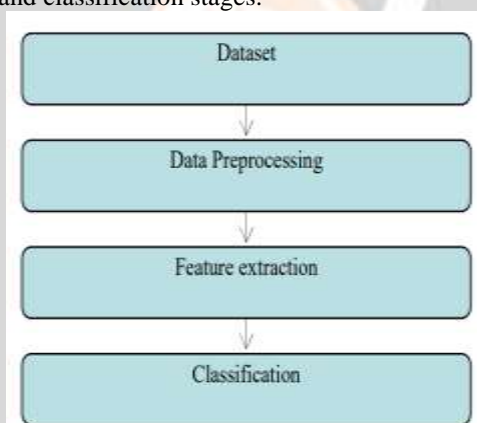 and classification stages.
Dataset
Data Preprocessing
Feature extraction
Classification